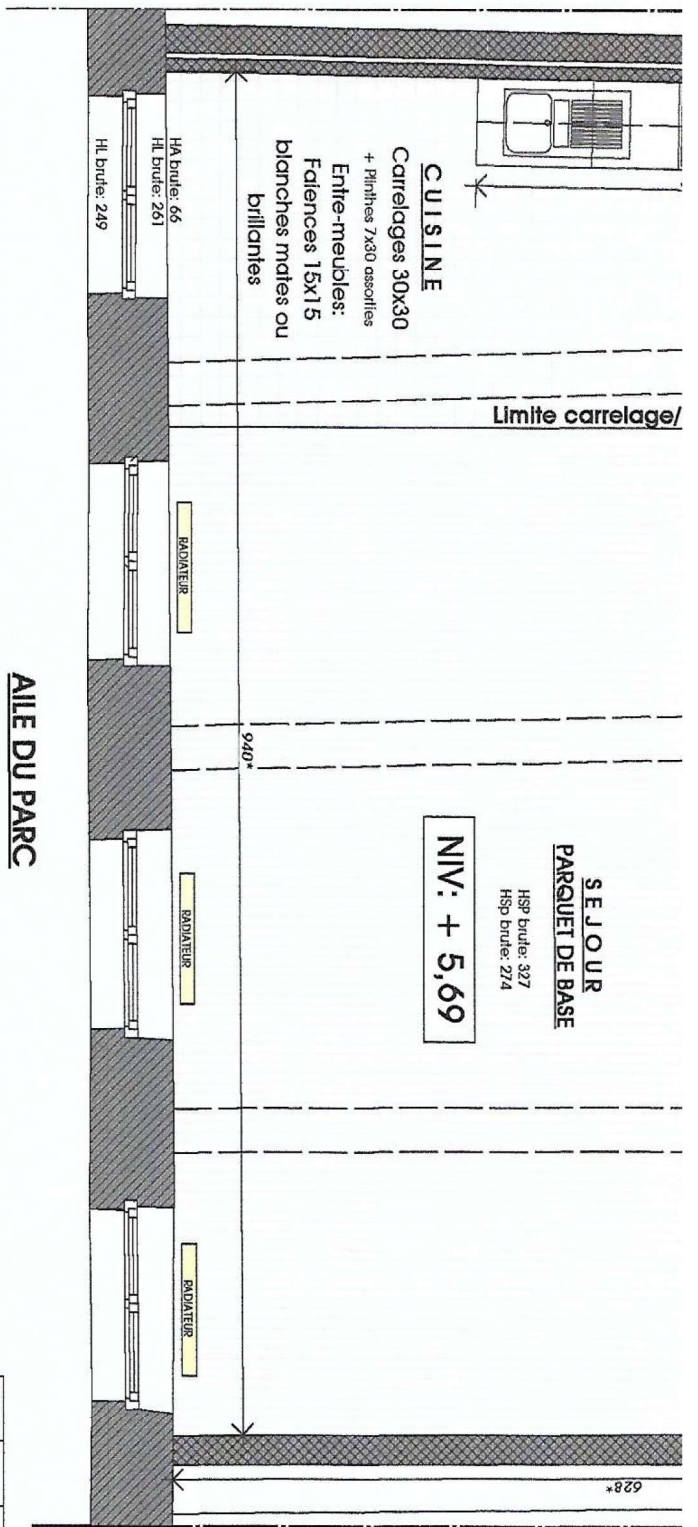 CUISINE
Carrelages 30x30
+ Plinthes 7x30 assorties
Entre-meubles:
Faiences 15x15
blanches mates ou
brillantes
HA brute: 66
HL brute: 261
HL brute: 249
Limite carrelage/
RADIATEUR
940*
SEJOUR
PARQUET DE BASE
HSP brute: 327
HSp brute: 274
NIV: + 5,69
RADIATEUR
RADIATEUR
628*
AILE DU PARC